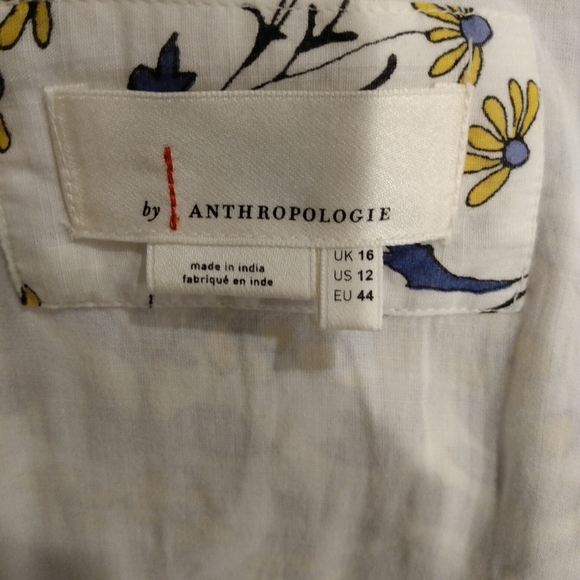 by ANTHROPOLOGIE
made in india
fabriqué en inde
UK 16
US 12
EU 44